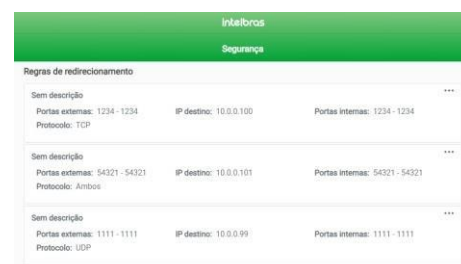 intelbras
Segurança
Regras de redirecionamento
Sem descrição
Portas externas: 1234 - 1234 IP destino: 10.0.0.100 Portas internas: 1234 - 1234
Protocolo: TCP
Sem descrição
Portas externas: 54321 - 54321 IP destino: 10.0.0.101 Portas internas: 54321 - 54321
Protocolo: Ambos
Sem descrição
Portas externas: 1111 - 1111 IP destino: 10.0.0.99 Portas internas: 1111 - 1111
Protocolo: UDP